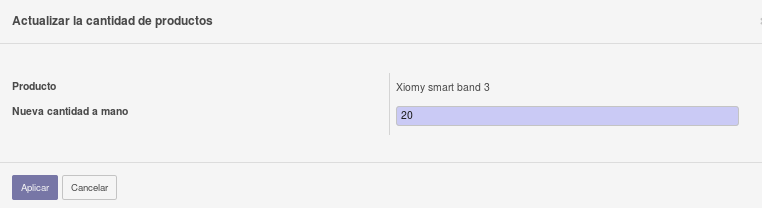 Actualizar la cantidad de productos
Producto
Xiomy smart band 3
Nueva cantidad a mano
20
Aplicar
Cancelar